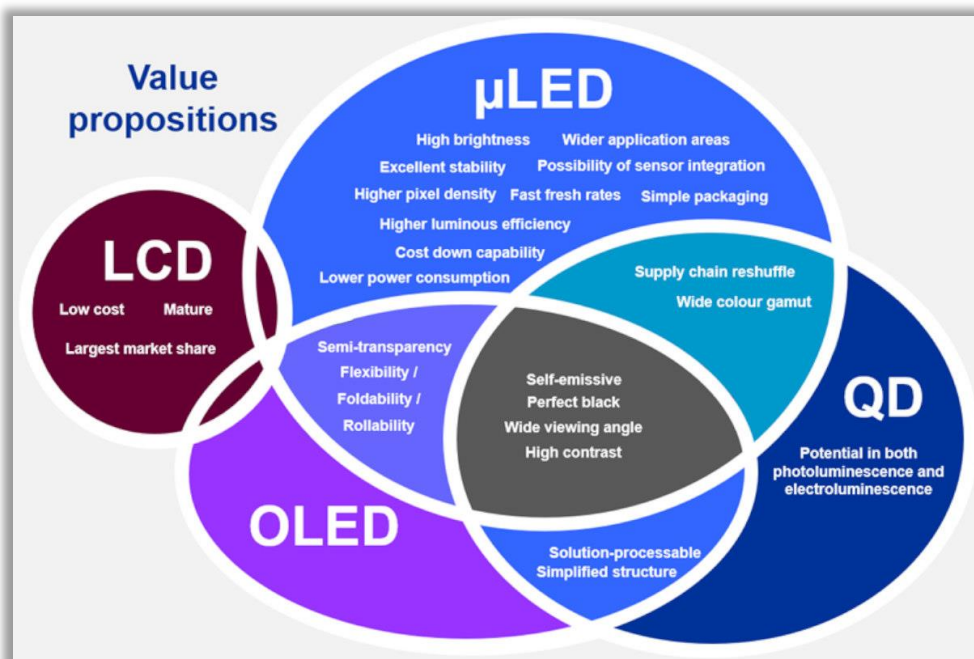 Value
propositions
µLED
High brightness
Wider application areas
Excellent stability
Possibility of sensor integration
Higher pixel density
Fast fresh rates
Simple packaging
Higher luminous efficiency
Cost down capability
Lower power consumption
LCD
Low cost
Mature
Largest market share
Supply chain reshuffle
Wide colour gamut
Semi-transparency
Flexibility /
Foldability /
Rollability
Self-emissive
Perfect black
Wide viewing angle
High contrast
QD
Potential in both
photoluminescence and
electroluminescence
OLED
Solution-processable
Simplified structure